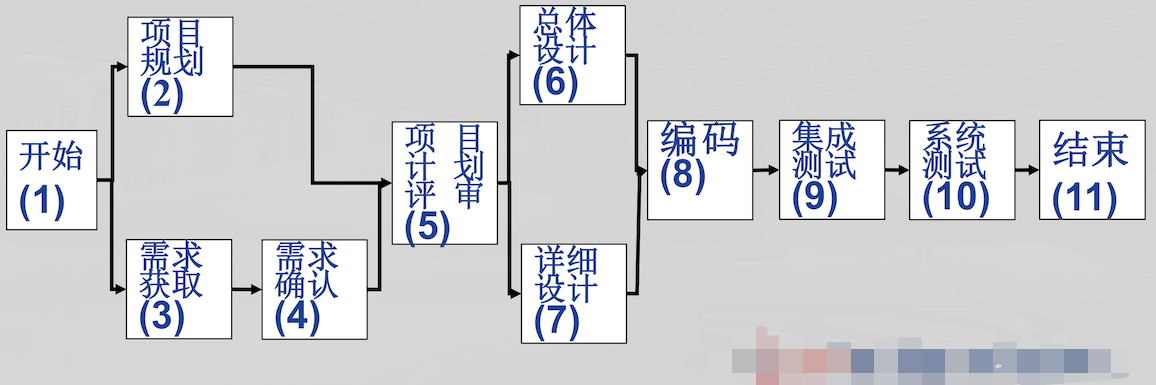 开始
(1)
项目
规划
(2)
需求
获取
(3)
需求
确认
(4)
项 目
计 划
评 审
(5)
总体
设计
(6)
详细
设计
(7)
编码
(8)
集成
测试
(9)
系统
测试
(10)
结束
(11)